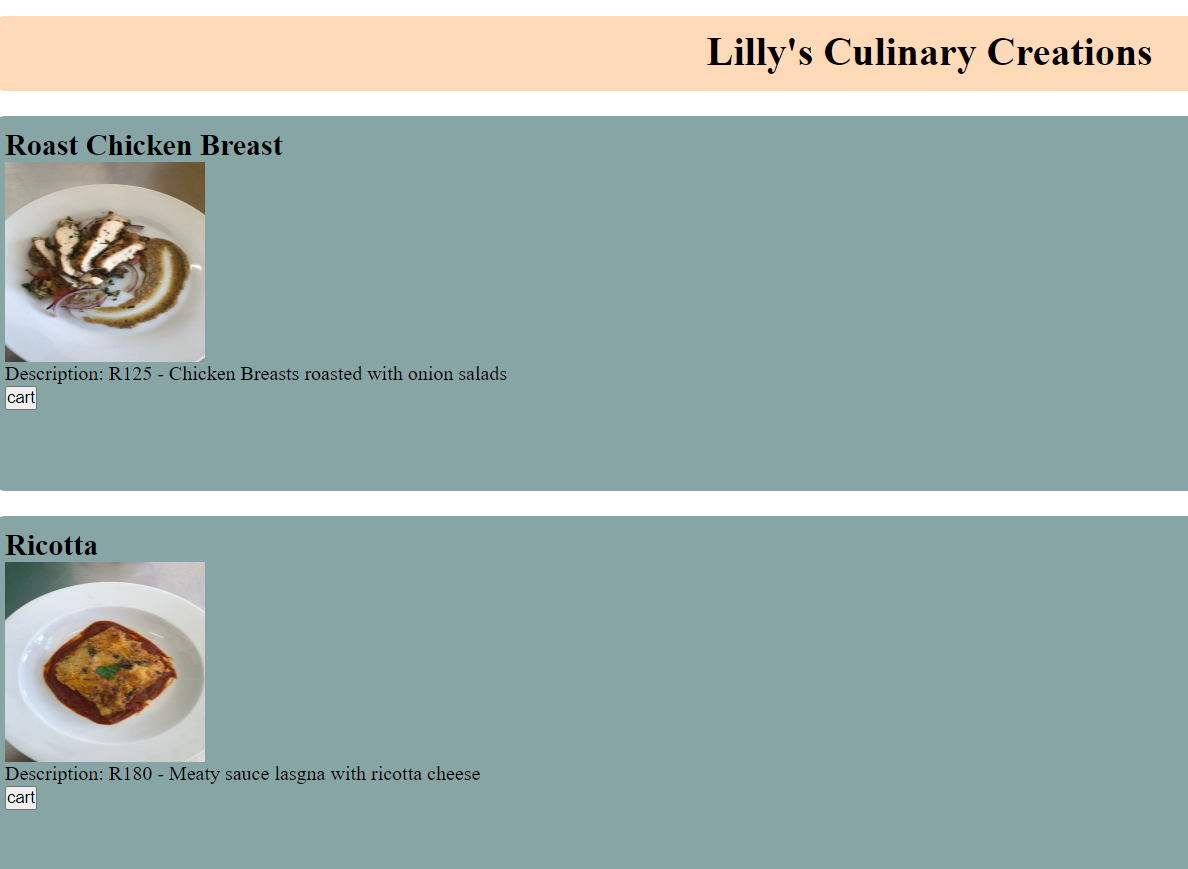 Lilly's Culinary Creations
Roast Chicken Breast
Description: R125 - Chicken Breasts roasted with onion salads
cart
Ricotta
Description: R180 - Meaty sauce lasgna with ricotta cheese
cart